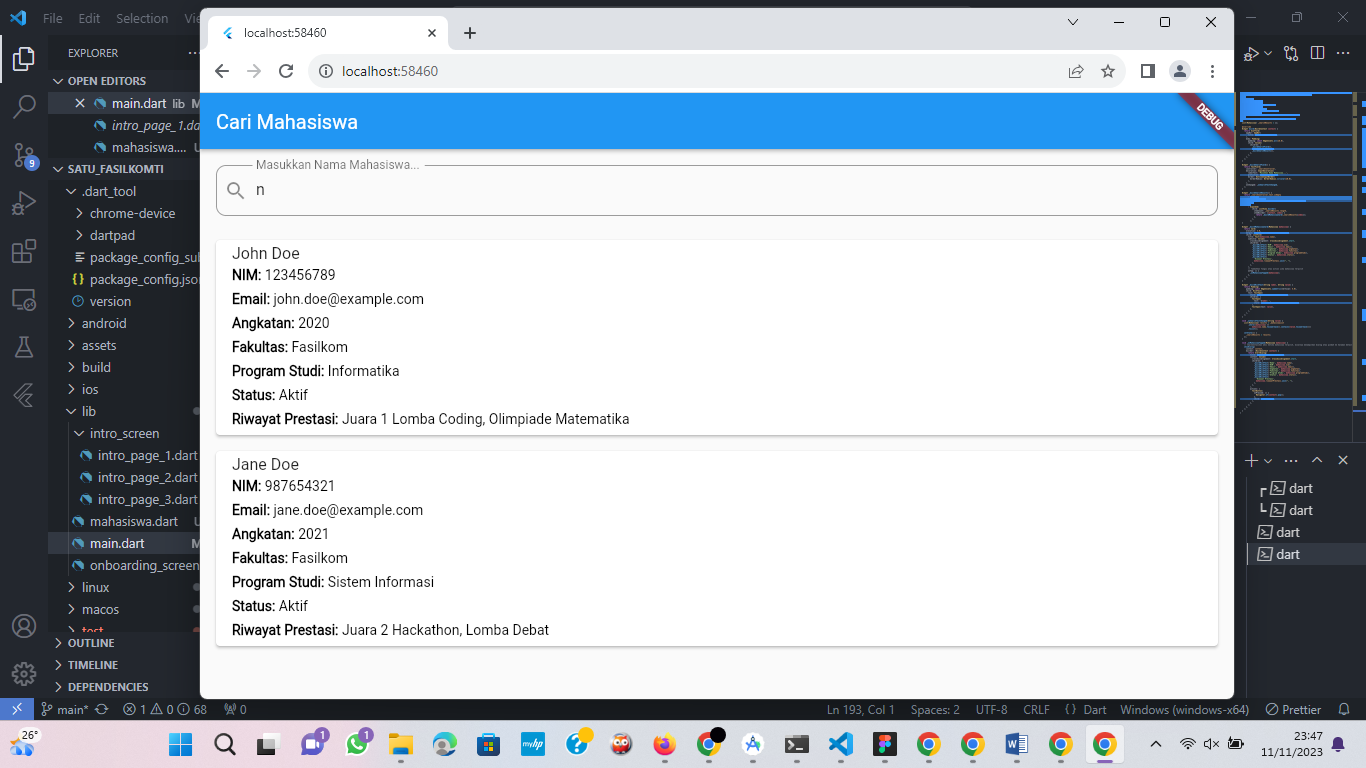 File Edit Selection Vi
localhost:58460
localhost:58460
EXPLORER
OPEN EDITORS
main.dart lib M
intro_page_1.da
mahasiswa.... U
SATU_FASILKOMTI
.dart_tool
chrome-device
dartpad
package_config_su
package_config.jso
version
android
assets
build
ios
lib
intro_screen
intro_page_1.dart
intro_page_2.dart
intro_page_3.dart
mahasiswa.dart U
main.dart M
onboarding_screen
linux
macos
test
OUTLINE
TIMELINE
DEPENDENCIES
9
Cari Mahasiswa
DEBUG
Masukkan Nama Mahasiswa...
n
John Doe
NIM: 123456789
Email: john.doe@example.com
Angkatan: 2020
Fakultas: Fasilkom
Program Studi: Informatika
Status: Aktif
Riwayat Prestasi: Juara 1 Lomba Coding, Olimpiade Matematika
Jane Doe
NIM: 987654321
Email: jane.doe@example.com
Angkatan: 2021
Fakultas: Fasilkom
Program Studi: Sistem Informasi
Status: Aktif
Riwayat Prestasi: Juara 2 Hackathon, Lomba Debat
dart
dart
dart
dart
main* 1 0 68 0
Ln 193, Col 1 Spaces: 2 UTF-8 CRLF {} Dart Windows (windows-x64) Prettier
26°
1
1
myhp
23:47
11/11/2023